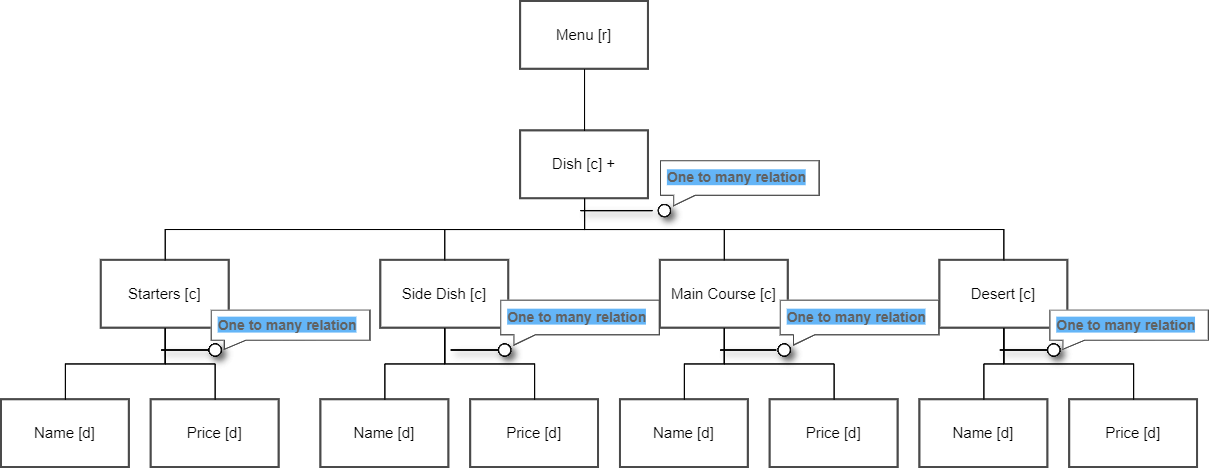 Menu [r]
Dish [c] +
One to many relation
Starters [c]
Side Dish [c]
Main Course [c]
Desert [c]
One to many relation
One to many relation
One to many relation
One to many relation
Name [d]
Price [d]
Name [d]
Price [d]
Name [d]
Price [d]
Name [d]
Price [d]